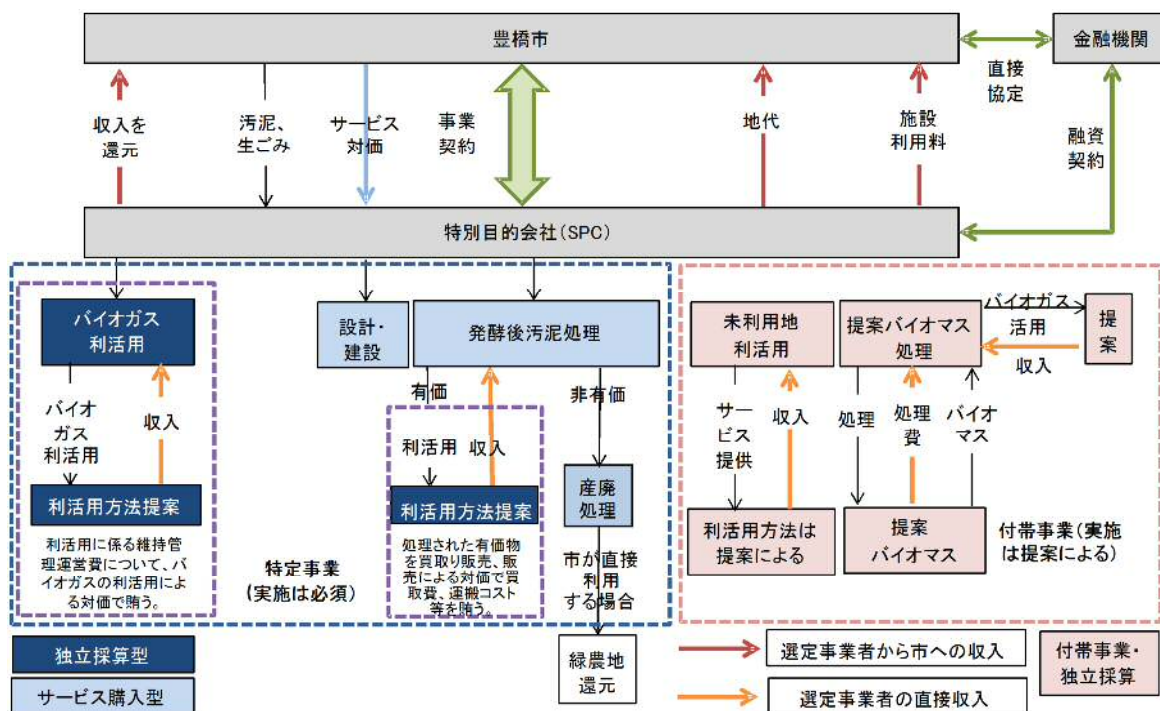 豊橋市
金融機関
直接
協定
収入を
還元
汚泥、
生ごみ
サービス
対価
事業
契約
地代
施設
利用料
融資
契約
特別目的会社(SPC)
バイオガス
利活用
設計・
建設
発酵後汚泥処理
未利用地
利活用
提案バイオマス
処理
バイオガス
活用
収入
提
案
バイオ
ガス
利活用
収入
有価
非有価
利活用
収入
サー
ビス
提供
収入
処理
処理
費
バイオ
マス
利活用方法提案
利活用方法提案
産廃
処理
利活用方法は
提案による
提案
バイオマス
付帯事業(実施
は提案による)
利活用に係る維持管
理運営費について、バ
イオガスの利活用によ
る対価で賄う。
特定事業
(実施は必須)
処理された有価物
を買取り販売、販
売による対価で買
取費、運搬コスト
等を賄う。
市が直接
利用
する場合
独立採算型
サービス購入型
緑農地
還元
選定事業者から市への収入
選定事業者の直接収入
付帯事業・
独立採算